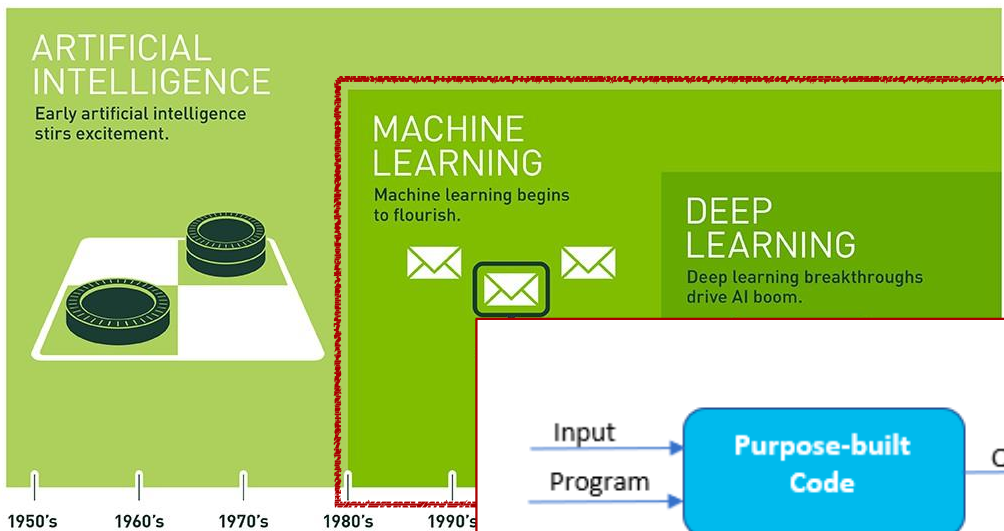 ARTIFICIAL
INTELLIGENCE
Early artificial intelligence
stirs excitement.
MACHINE
LEARNING
Machine learning begins
to flourish.
DEEP
LEARNING
Deep learning breakthroughs
drive AI boom.
Input
Program
Purpose-built
Code
1950's 1960's 1970's 1980's 1990's